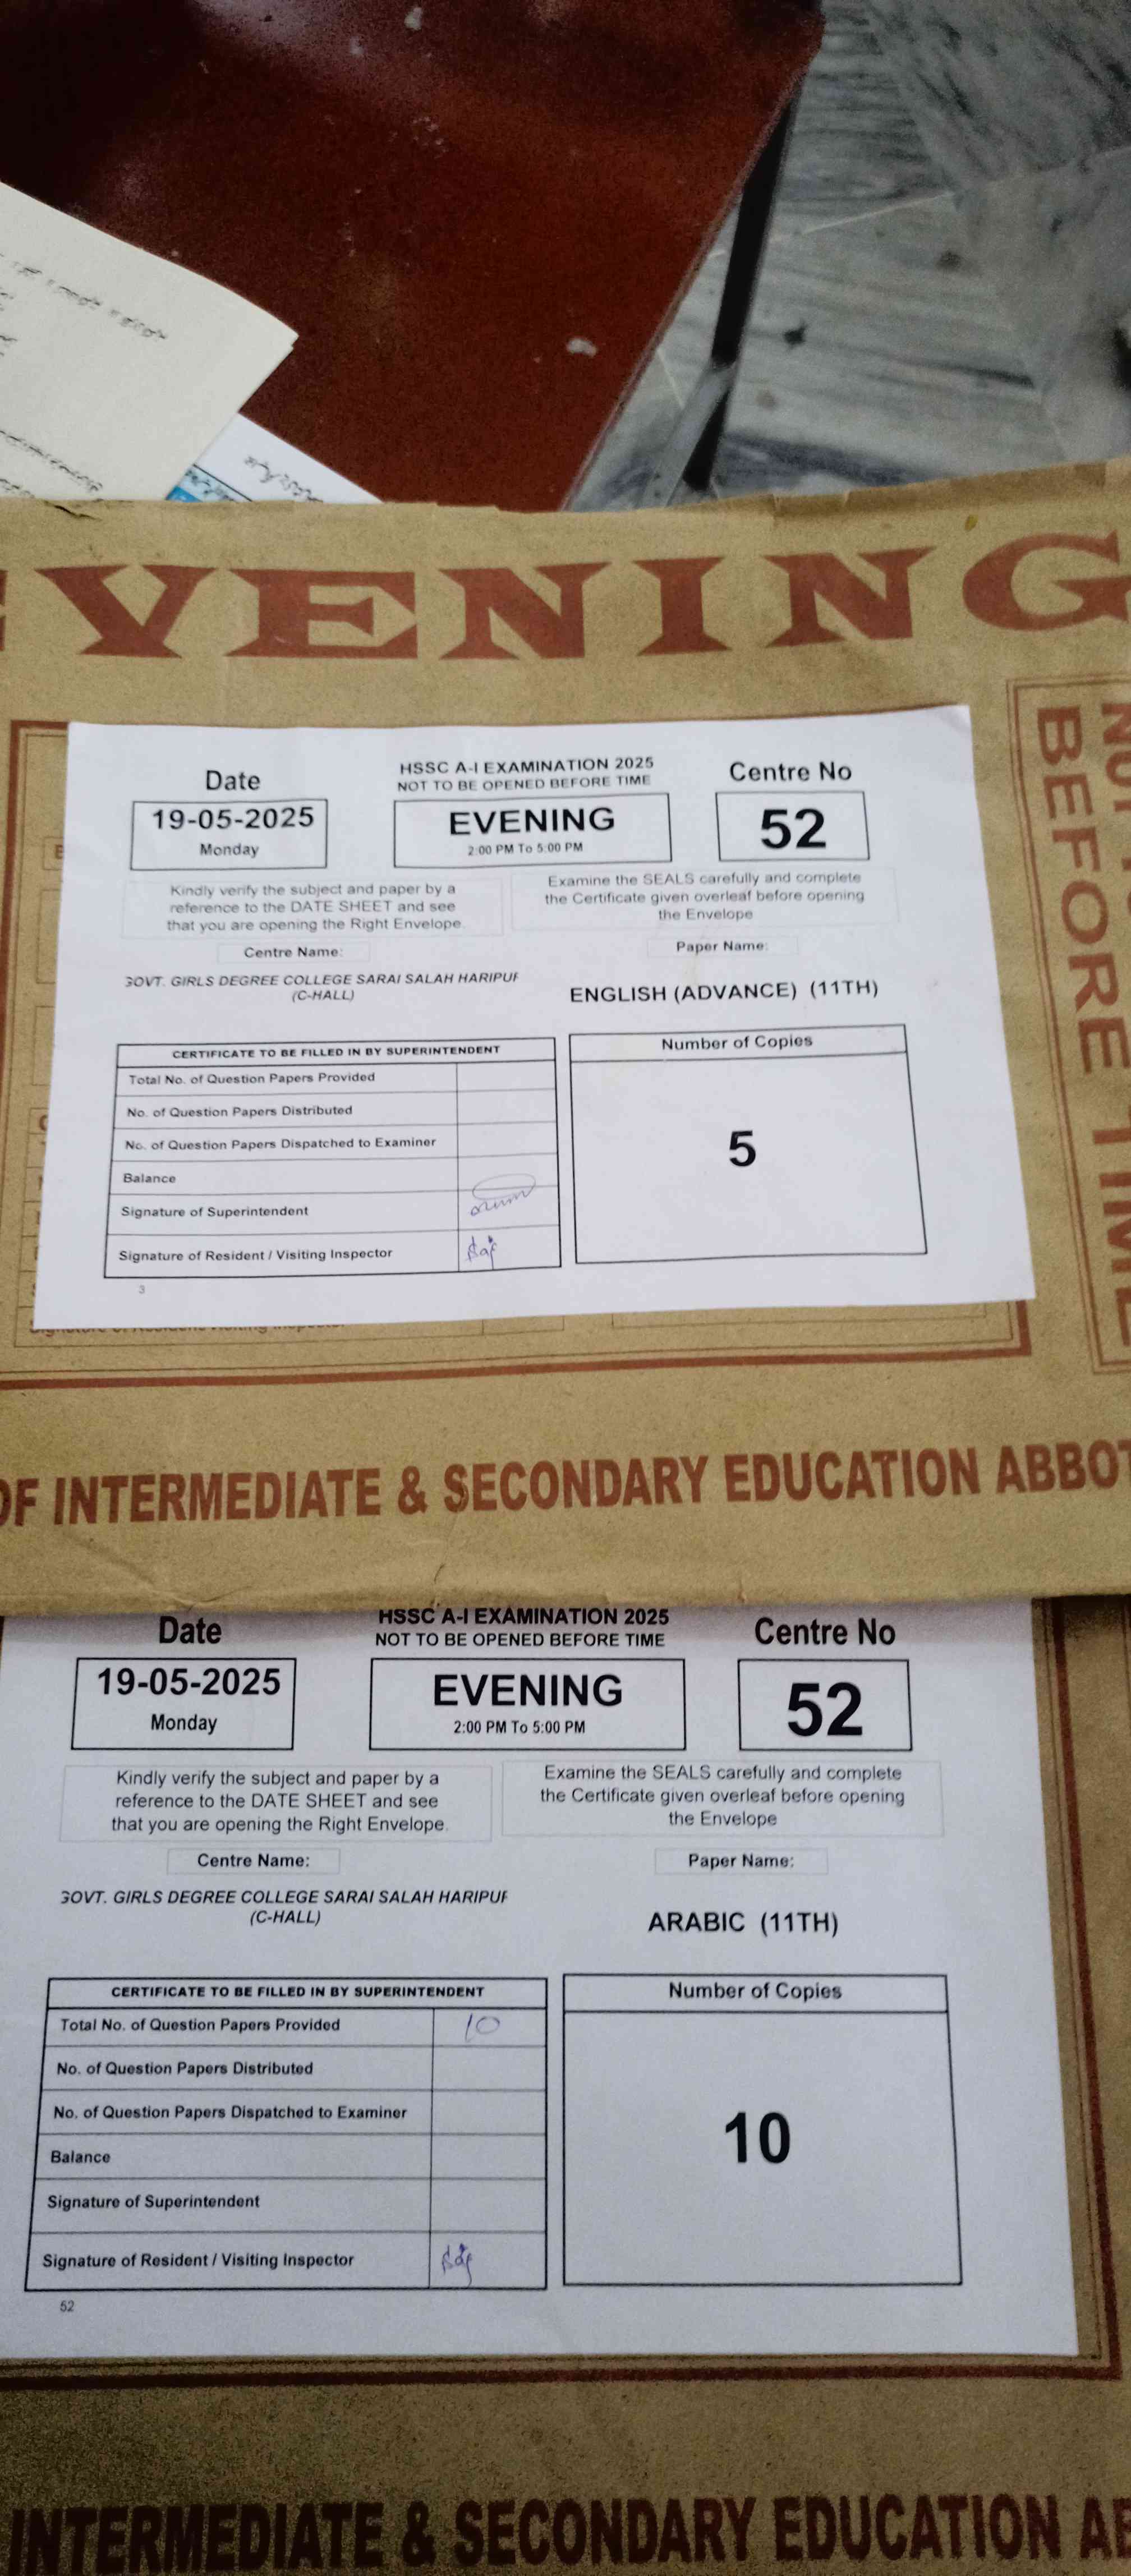 VENING
NOT
BEFORE TIME
Date
HSSC A-I EXAMINATION 2025
NOT TO BE OPENED BEFORE TIME
Centre No
19-05-2025
Monday
EVENING
2:00 PM To 5:00 PM
52
Kindly verify the subject and paper by a
reference to the DATE SHEET and see
that you are opening the Right Envelope.
Examine the SEALS carefully and complete
the Certificate given overleaf before opening
the Envelope
Centre Name:
Paper Name:
GOVT. GIRLS DEGREE COLLEGE SARAI SALAH HARIPUR
(C-HALL)
ENGLISH (ADVANCE) (11TH)
CERTIFICATE TO BE FILLED IN BY SUPERINTENDENT
Total No. of Question Papers Provided
No. of Question Papers Distributed
No. of Question Papers Dispatched to Examiner
Balance
Signature of Superintendent
Signature of Resident / Visiting Inspector
Number of Copies
5
3
OF INTERMEDIATE & SECONDARY EDUCATION ABBOT
Date
HSSC A-I EXAMINATION 2025
NOT TO BE OPENED BEFORE TIME
Centre No
19-05-2025
Monday
EVENING
2:00 PM To 5:00 PM
52
Kindly verify the subject and paper by a
reference to the DATE SHEET and see
that you are opening the Right Envelope.
Examine the SEALS carefully and complete
the Certificate given overleaf before opening
the Envelope
Centre Name:
Paper Name:
GOVT. GIRLS DEGREE COLLEGE SARAI SALAH HARIPUR
(C-HALL)
ARABIC (11TH)
CERTIFICATE TO BE FILLED IN BY SUPERINTENDENT
Total No. of Question Papers Provided 10
No. of Question Papers Distributed
No. of Question Papers Dispatched to Examiner
Balance
Signature of Superintendent
Signature of Resident / Visiting Inspector
Number of Copies
10
52
INTERMEDIATE & SECONDARY EDUCATION AB